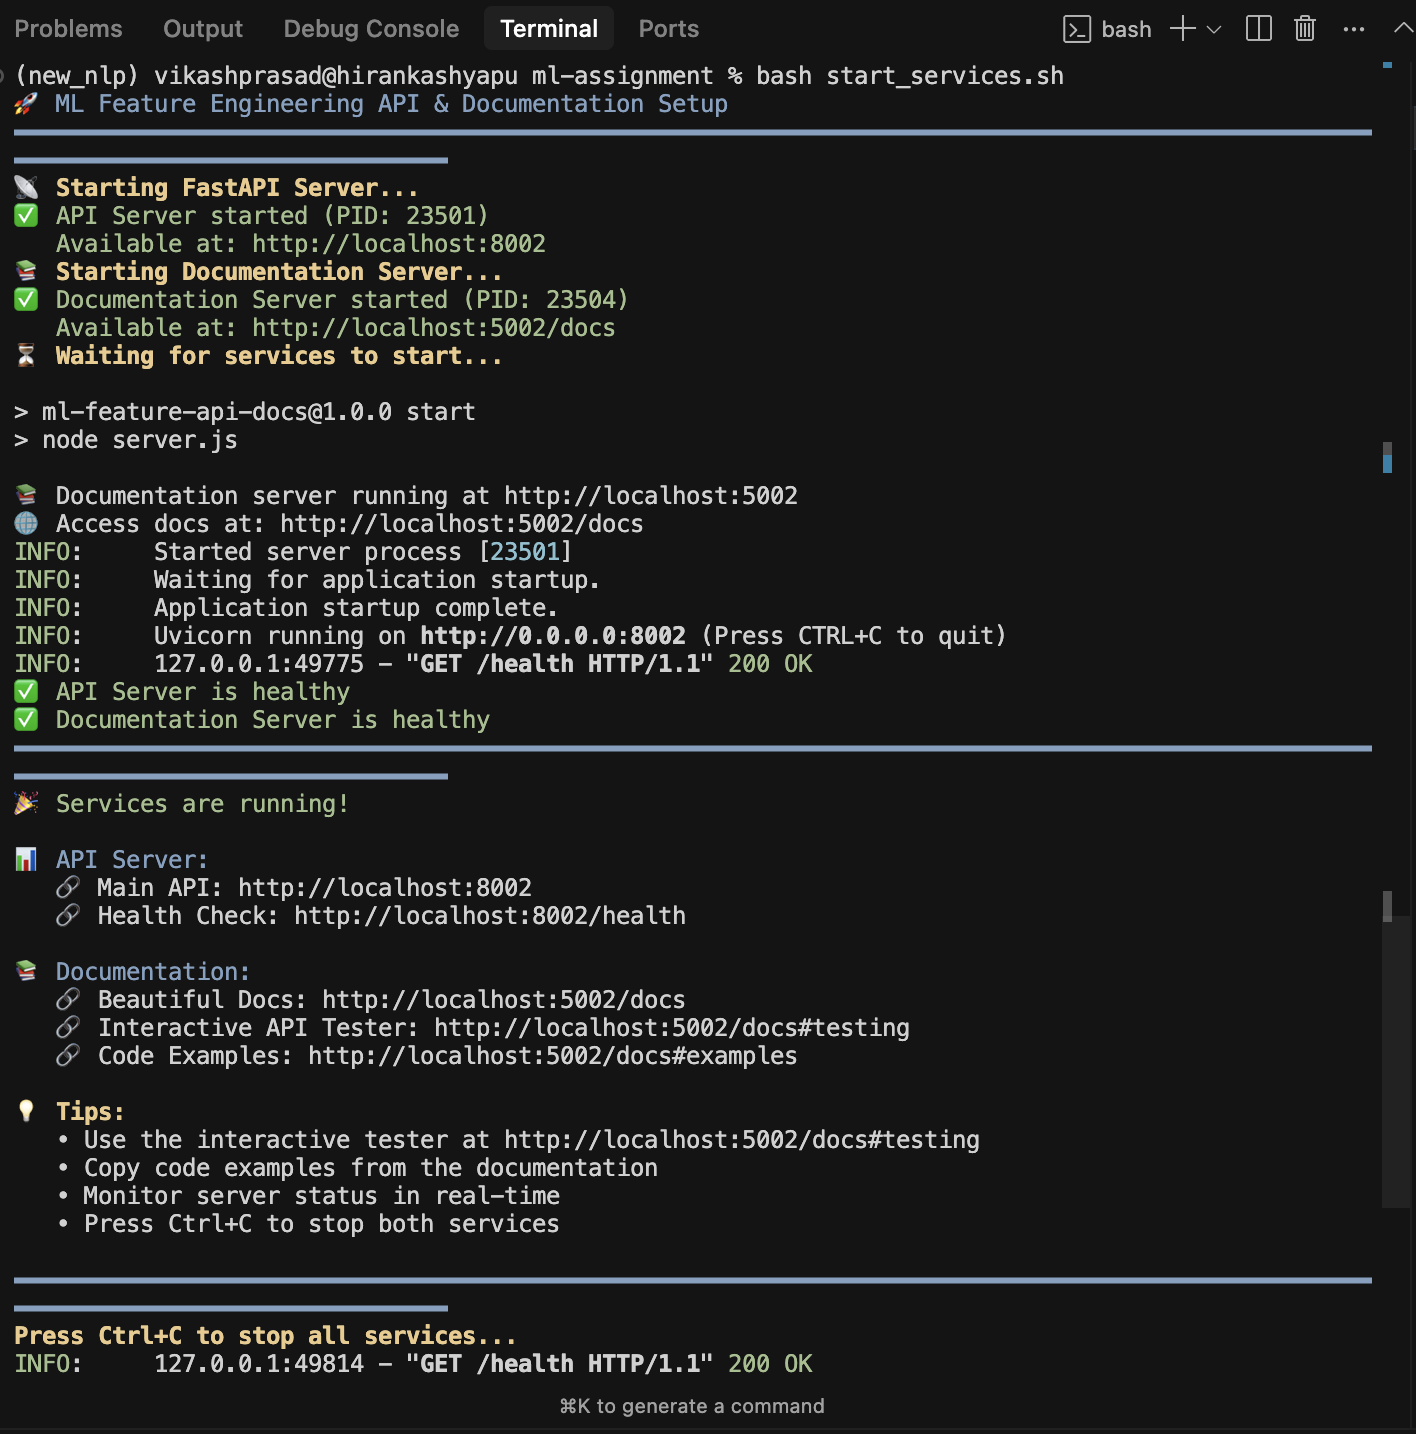 Problems Output Debug Console Terminal Ports bash
(new_nlp) vikashprasad@hirankashyapu ml-assignment % bash start_services.sh
🚀 ML Feature Engineering API & Documentation Setup
📡 Starting FastAPI Server...
✅ API Server started (PID: 23501)
Available at: http://localhost:8002
📚 Starting Documentation Server...
✅ Documentation Server started (PID: 23504)
Available at: http://localhost:5002/docs
⏳ Waiting for services to start...
> ml-feature-api-docs@1.0.0 start
> node server.js
📚 Documentation server running at http://localhost:5002
🌐 Access docs at: http://localhost:5002/docs
INFO: Started server process [23501]
INFO: Waiting for application startup.
INFO: Application startup complete.
INFO: Uvicorn running on http://0.0.0.0:8002 (Press CTRL+C to quit)
INFO: 127.0.0.1:49775 - "GET /health HTTP/1.1" 200 OK
✅ API Server is healthy
✅ Documentation Server is healthy
🎉 Services are running!
📊 API Server:
🔗 Main API: http://localhost:8002
🔗 Health Check: http://localhost:8002/health
📚 Documentation:
🔗 Beautiful Docs: http://localhost:5002/docs
🔗 Interactive API Tester: http://localhost:5002/docs#testing
🔗 Code Examples: http://localhost:5002/docs#examples
💡 Tips:
• Use the interactive tester at http://localhost:5002/docs#testing
• Copy code examples from the documentation
• Monitor server status in real-time
• Press Ctrl+C to stop both services
Press Ctrl+C to stop all services...
INFO: 127.0.0.1:49814 - "GET /health HTTP/1.1" 200 OK
⌘K to generate a command